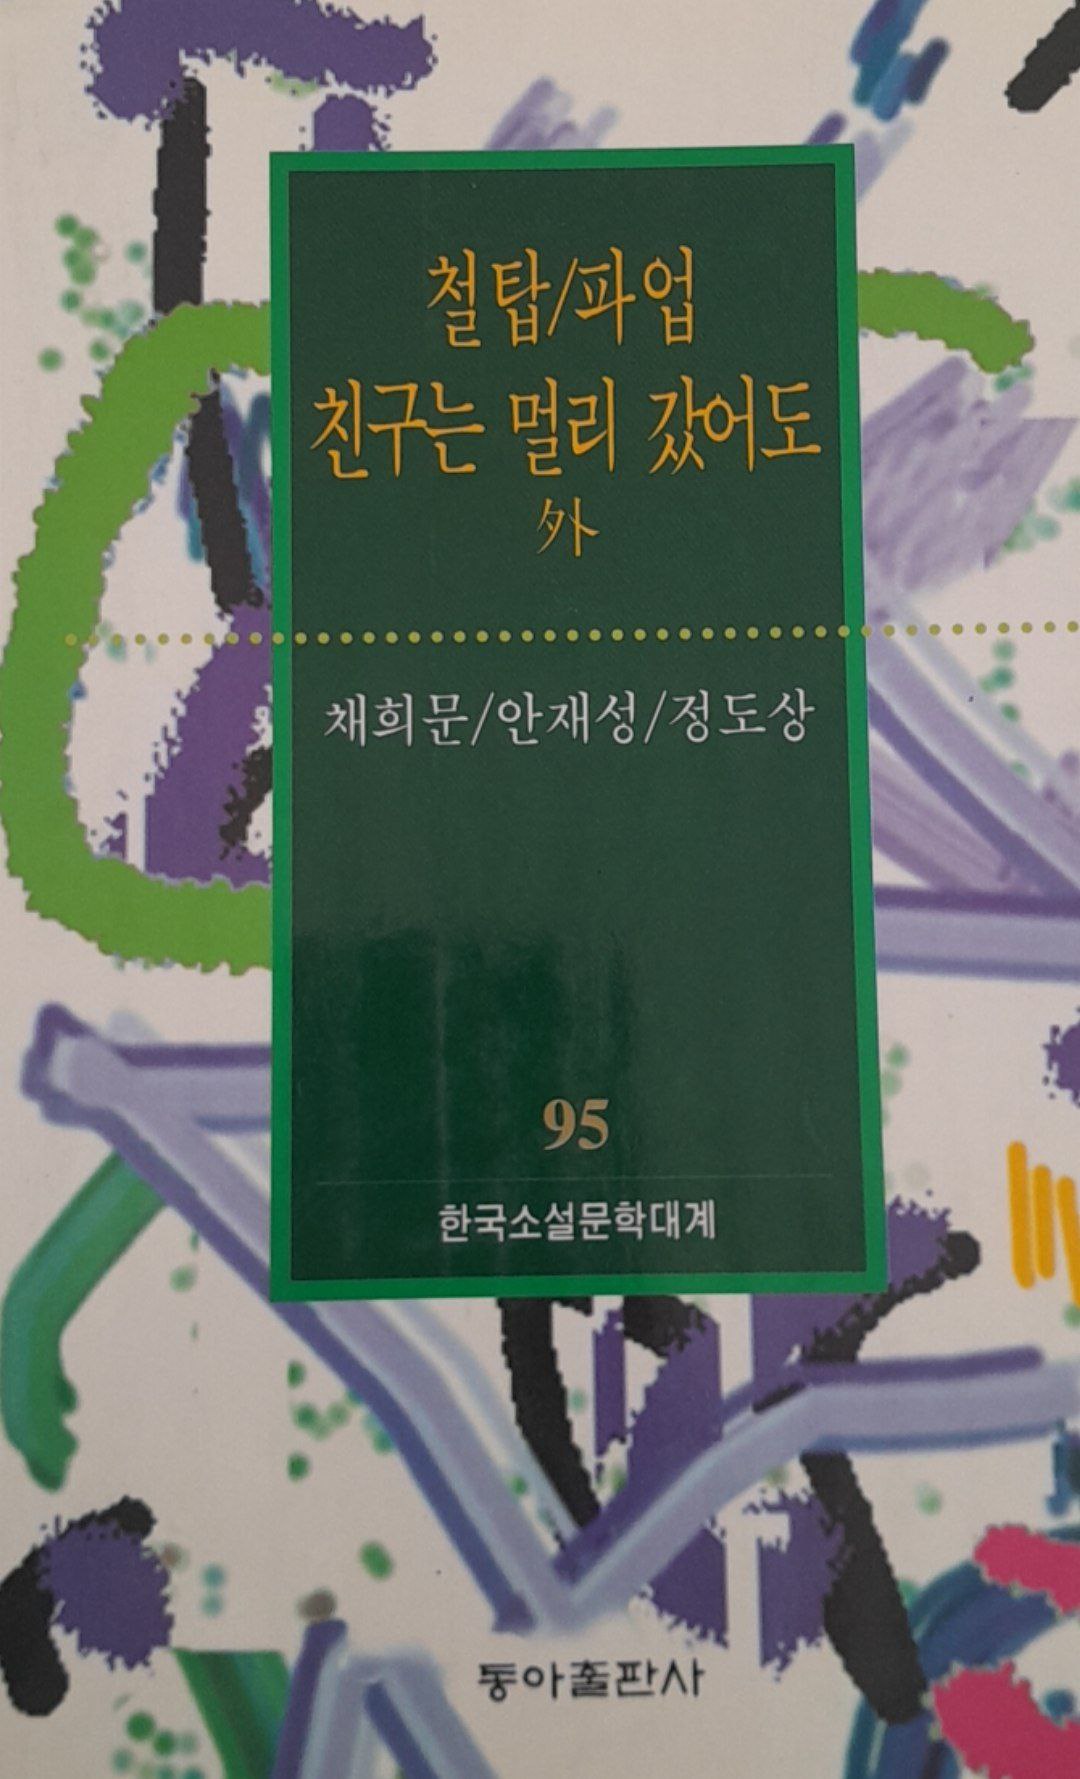 철탑/파업
친구는 멀리 갔어도
外
채희문/안재성/정도상
95
한국소설문학대계
동아출판사